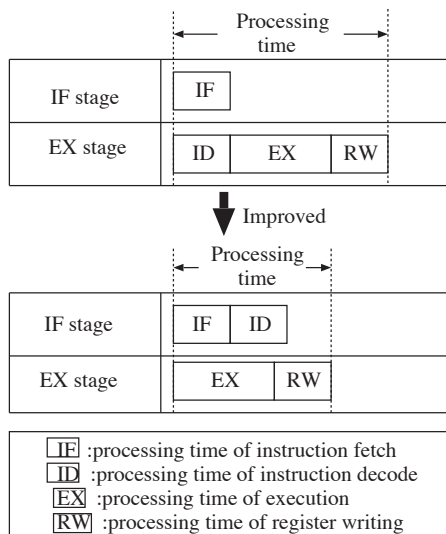 Processing
time
IF stage
IF
EX stage
ID EX RW
Improved
Processing
time
IF stage
IF ID
EX stage
EX RW
IF :processing time of instruction fetch
ID :processing time of instruction decode
EX :processing time of execution
RW :processing time of register writing